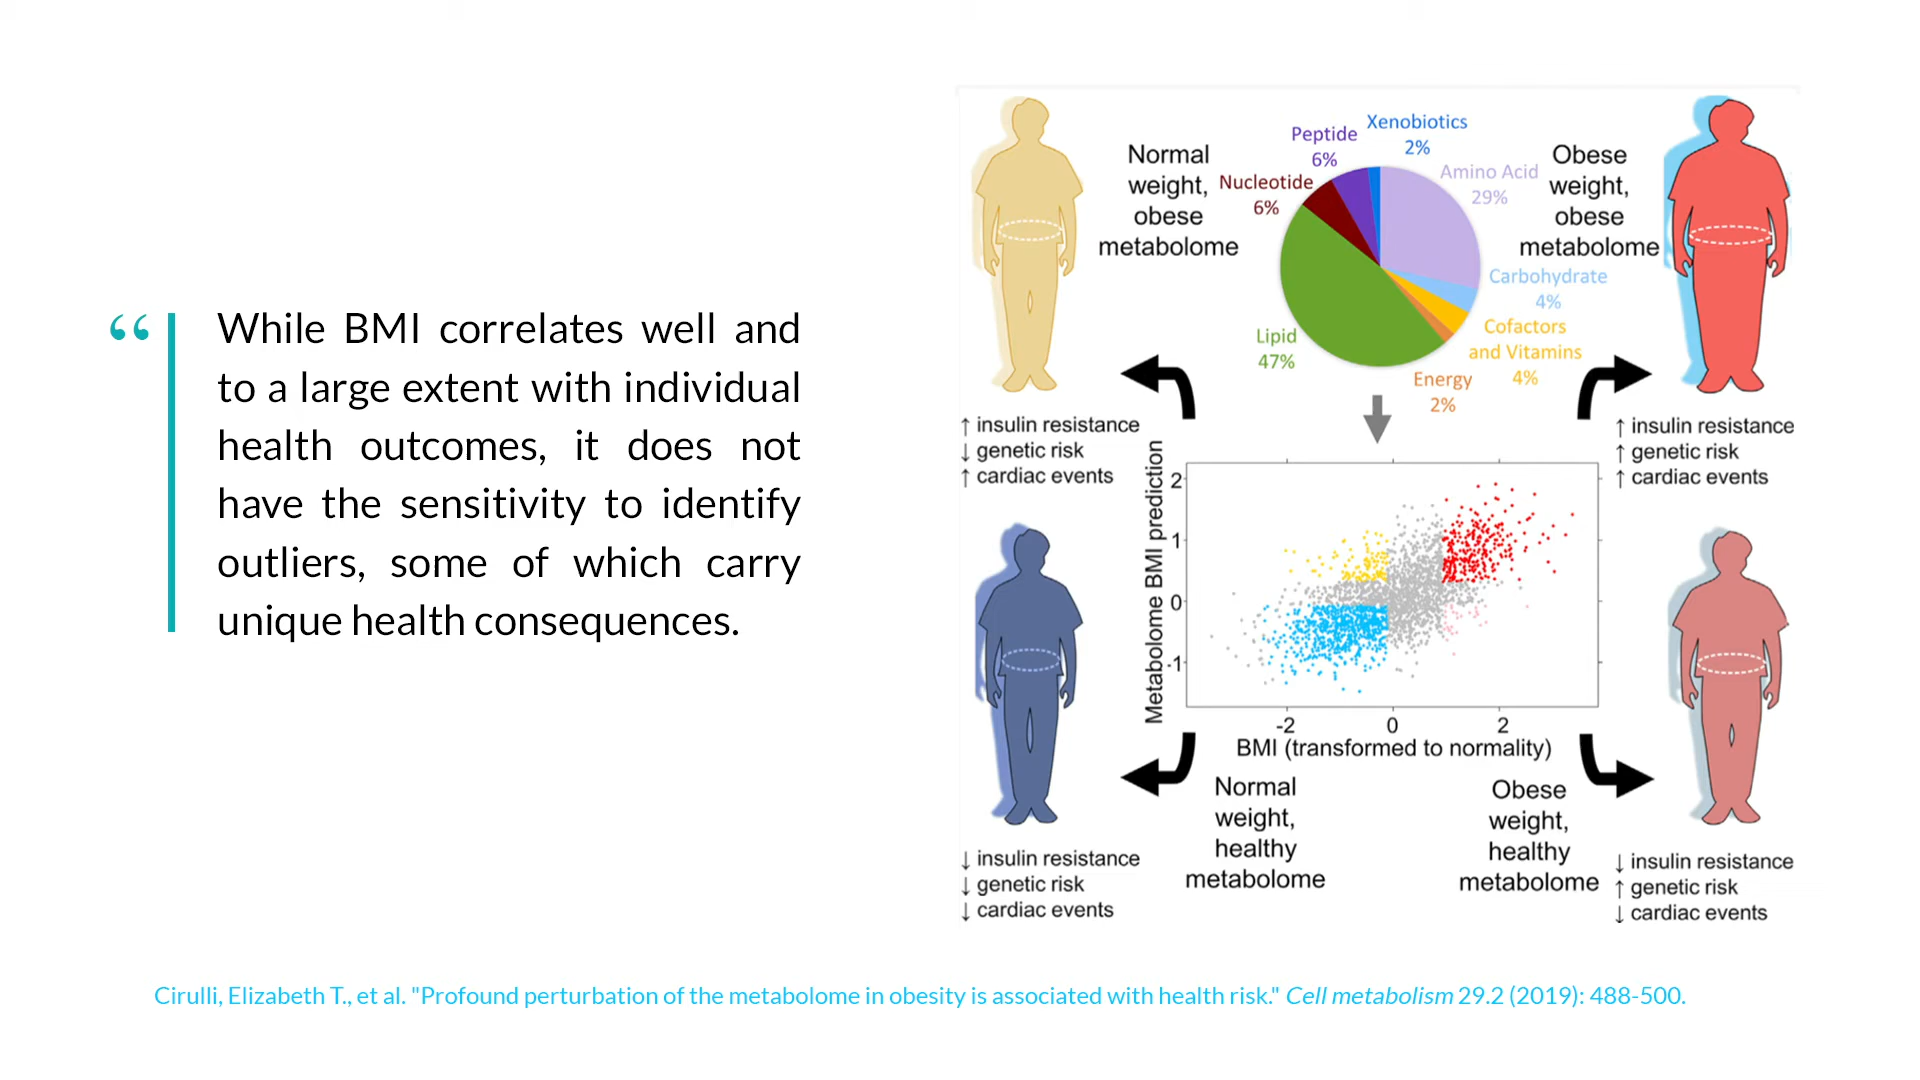 “
While BMI correlates well and
to a large extent with individual
health outcomes, it does not
have the sensitivity to identify
outliers, some of which carry
unique health consequences.
Normal
weight,
obese
metabolome
Peptide
6%
Xenobiotics
2%
Nucleotide
6%
Amino Acid
29%
Carbohydrate
4%
Cofactors
and Vitamins
4%
Energy
2%
Lipid
47%
Obese
weight,
obese
metabolome
↑ insulin resistance
↓ genetic risk
↑ cardiac events
↑ insulin resistance
↑ genetic risk
↑ cardiac events
Metabolome BMI prediction
2
1
0
-1
-2
0
2
BMI (transformed to normality)
Normal
weight,
healthy
metabolome
Obese
weight,
healthy
metabolome
↓ insulin resistance
↓ genetic risk
↓ cardiac events
↓ insulin resistance
↑ genetic risk
↓ cardiac events
Cirulli, Elizabeth T., et al. "Profound perturbation of the metabolome in obesity is associated with health risk." Cell metabolism 29.2 (2019): 488-500.